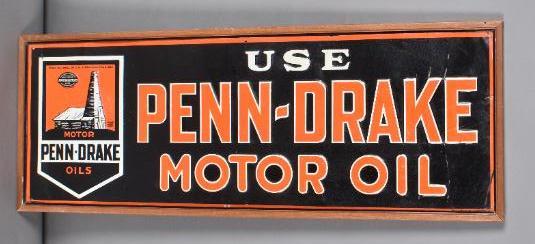 USE
PENN-DRAKE
MOTOR OIL
MOTOR
PENN-DRAKE
OILS